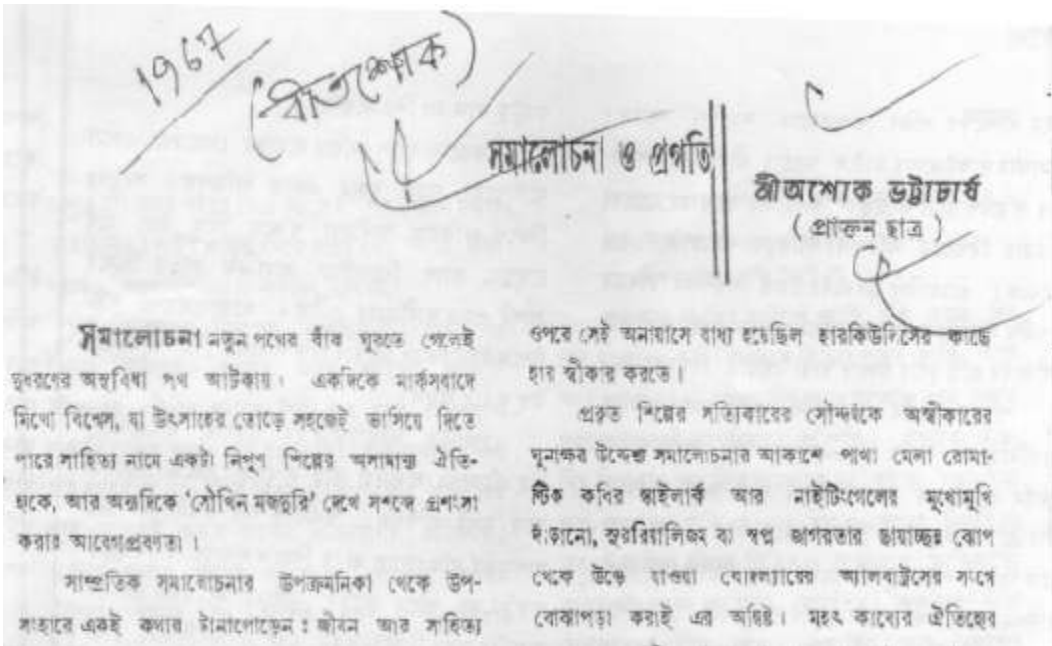 1967
(বীতশোক)
সমালোচনা ও প্রগতি
শ্রীঅশোক ভট্টাচার্য
( প্রাক্তন ছাত্র )
সমালোচনা নতুন পথের বাঁক ঘুরতে গেলেই
দুধরণের অসুবিধা পথ আটকায়। একদিকে মার্কসবাদে
মিথ্যে বিশ্বেস, যা উৎসাহের তোড়ে সহজেই ভাসিয়ে দিতে
পারে সাহিত্য নামে একটা নিপুণ শিল্পের অসামান্য ঐতি-
হ্যকে, আর অন্যদিকে ‘সৌখিন মজদুরি’ দেখে সশব্দে প্রশংসা
করার আবেগপ্রবণতা।
সাম্প্রতিক সমালোচনার উপক্রমনিকা থেকে উপ-
সংহারে একই কথার টানাপোড়েন : জীবন আর সাহিত্য
ওপরে সেই অনায়াসে বাধ্য হয়েছিল হারকিউলিসের কাছে
হার স্বীকার করতে।
প্রকৃত শিল্পের সত্যিকারের সৌন্দর্যকে অস্বীকারের
ঘুনাক্ষর উদ্দেশ্য সমালোচনার আকাশে পাখা মেলা রোমা-
ন্টিক কবির স্কাইলার্ক আর নাইটিংগেলের মুখোমুখি
দাঁড়ানো, সুররিয়ালিজম বা স্বপ্ন জাগরতার ছায়াচ্ছন্ন ঝোপ
থেকে উড়ে যাওয়া বোদল্যারের অ্যালবাট্রসের সংগে
বোঝাপড়া করাই এর অন্বিষ্ট। মহৎ কাব্যের ঐতিহ্যের